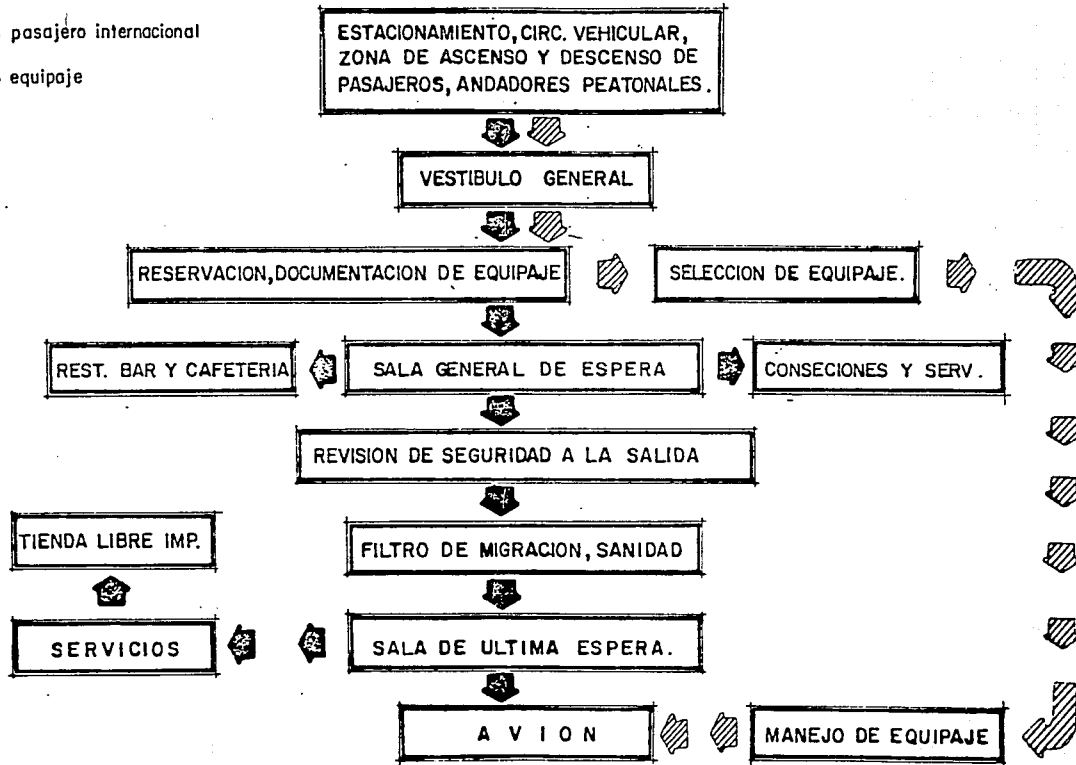 pasajero internacional
equipaje
ESTACIONAMIENTO, CIRC. VEHICULAR,
ZONA DE ASCENSO Y DESCENSO DE
PASAJEROS, ANDADORES PEATONALES.
VESTIBULO GENERAL
RESERVACION, DOCUMENTACION DE EQUIPAJE
SELECCION DE EQUIPAJE.
REST. BAR Y CAFETERIA
SALA GENERAL DE ESPERA
CONSECIONES Y SERV.
REVISION DE SEGURIDAD A LA SALIDA
TIENDA LIBRE IMP.
FILTRO DE MIGRACION, SANIDAD
SERVICIOS
SALA DE ULTIMA ESPERA.
AVION
MANEJO DE EQUIPAJE